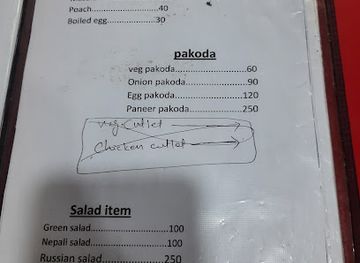 Poach....................40
Boiled egg................30
pakoda
veg pakoda.......................60
Onion pakoda....................90
Egg pakoda.....................120
Paneer pakoda.................250
veg cutlet
Chicken cutlet
Salad item
Green salad......................100
Nepali salad.....................100
Russian salad..................250